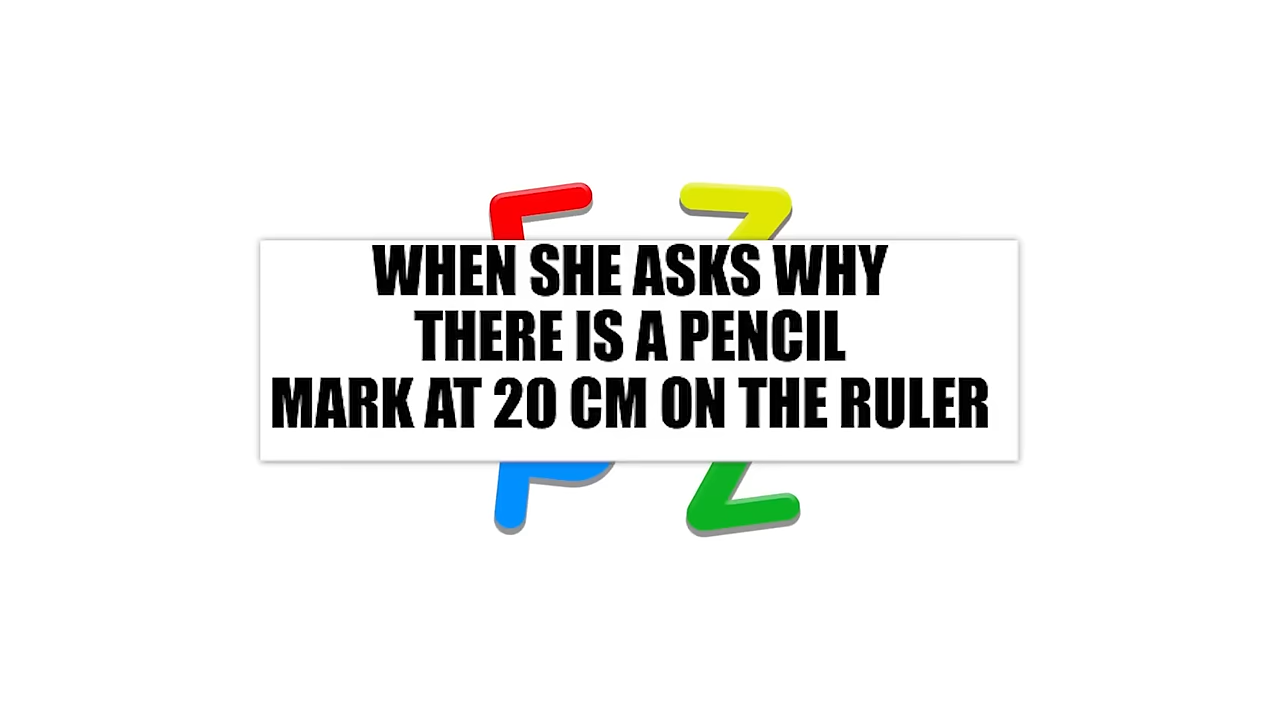 WHEN SHE ASKS WHY
THERE IS A PENCIL
MARK AT 20 CM ON THE RULER